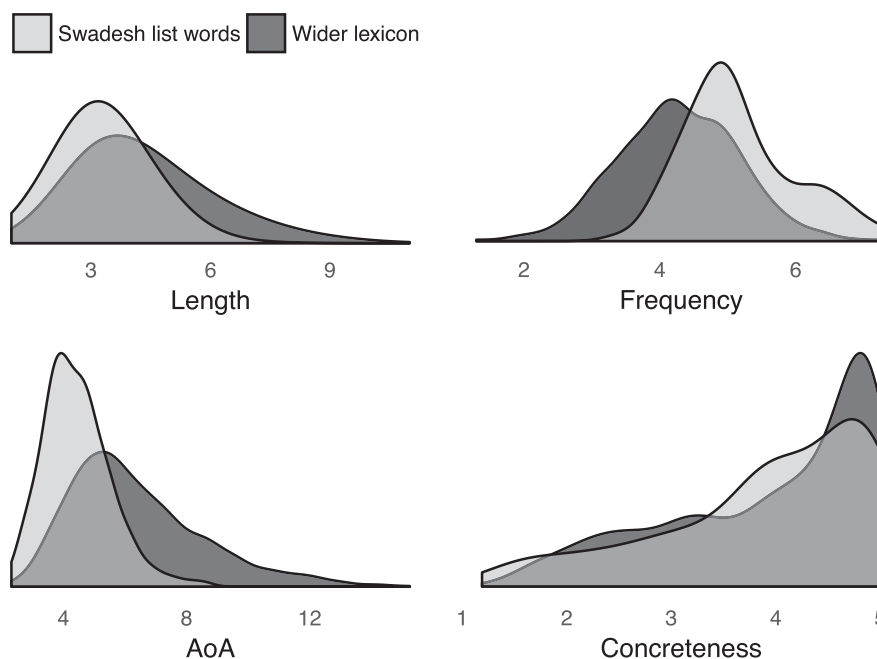 Swadesh list words Wider lexicon
3 6 9
Length
2 4 6
Frequency
4 8 12
AoA
1 2 3 4 5
Concreteness